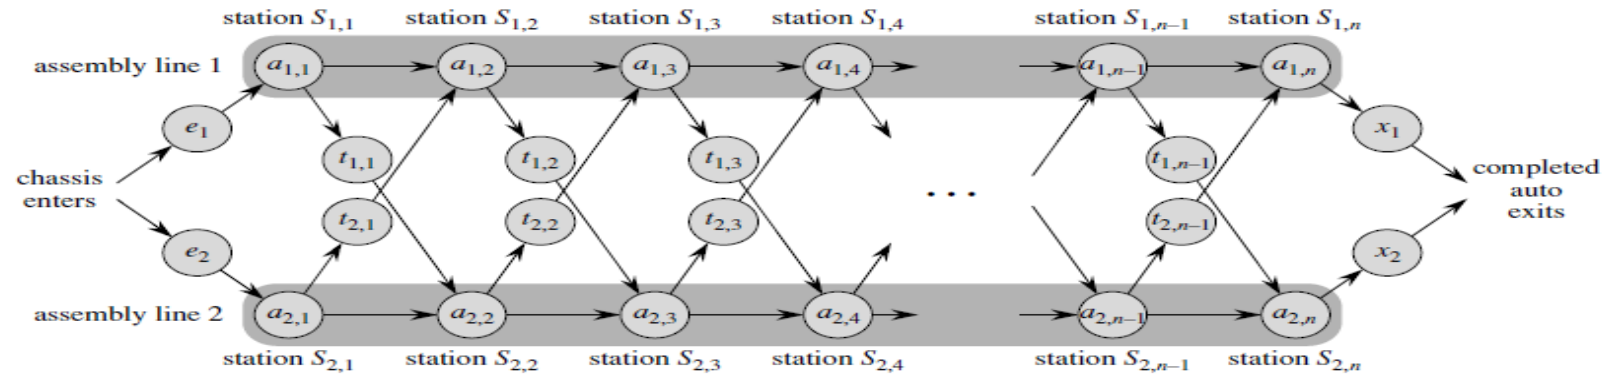 station S1,1 station S1,2 station S1,3 station S1,4 station S1,n–1 station S1,n
assembly line 1 a1,1 a1,2 a1,3 a1,4 a1,n–1 a1,n
e1 x1
t1,1 t1,2 t1,3 t1,n–1
chassis
enters
...
completed
auto
exits
t2,1 t2,2 t2,3 t2,n–1
e2 x2
assembly line 2 a2,1 a2,2 a2,3 a2,4 a2,n–1 a2,n
station S2,1 station S2,2 station S2,3 station S2,4 station S2,n–1 station S2,n